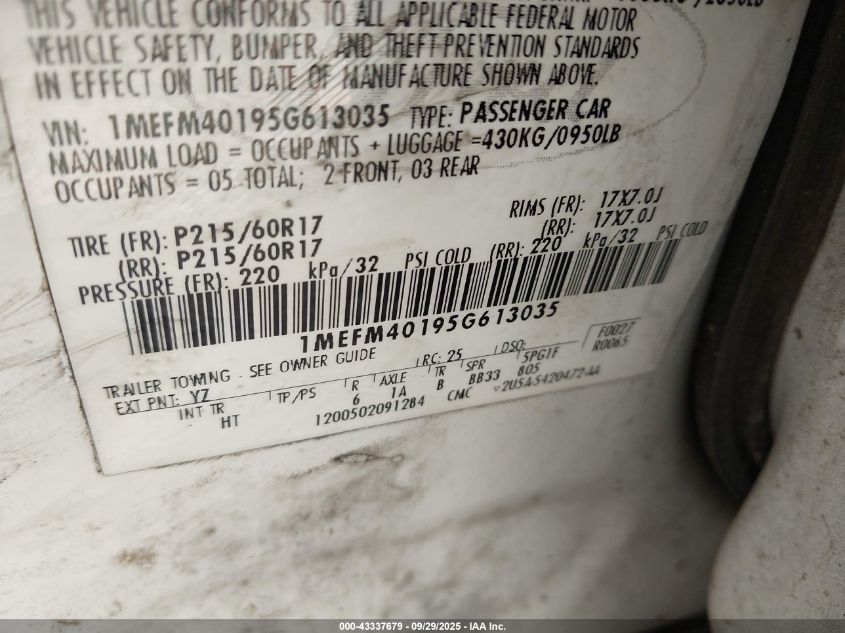 THIS VEHICLE CONFORMS TO ALL APPLICABLE FEDERAL MOTOR
VEHICLE SAFETY, BUMPER, AND THEFT PREVENTION STANDARDS
IN EFFECT ON THE DATE OF MANUFACTURE SHOWN ABOVE.
VIN: 1MEFM40195G613035 TYPE: PASSENGER CAR
MAXIMUM LOAD = OCCUPANTS + LUGGAGE =430KG/0950LB
OCCUPANTS = 05 TOTAL; 2 FRONT, 03 REAR
TIRE (FR): P215/60R17 RIMS (FR): 17X7.0J
(RR): P215/60R17 (RR): 17X7.0J
PRESSURE (FR): 220 kPa/32 PSI COLD (RR): 220 kPa/32 PSI COLD
1MEFM40195G613035
F0027
R0065
TRAILER TOWING - SEE OWNER GUIDE RC: 25 DSO:
EXT PNT: YZ TP/PS R AXLE TR SPR 5PG1F
INT TR 6 1A B BB33 805
HT 1200502091284 CMC 2U5A-5420472-AA
000-43337679 - 09/29/2025 - IAA Inc.